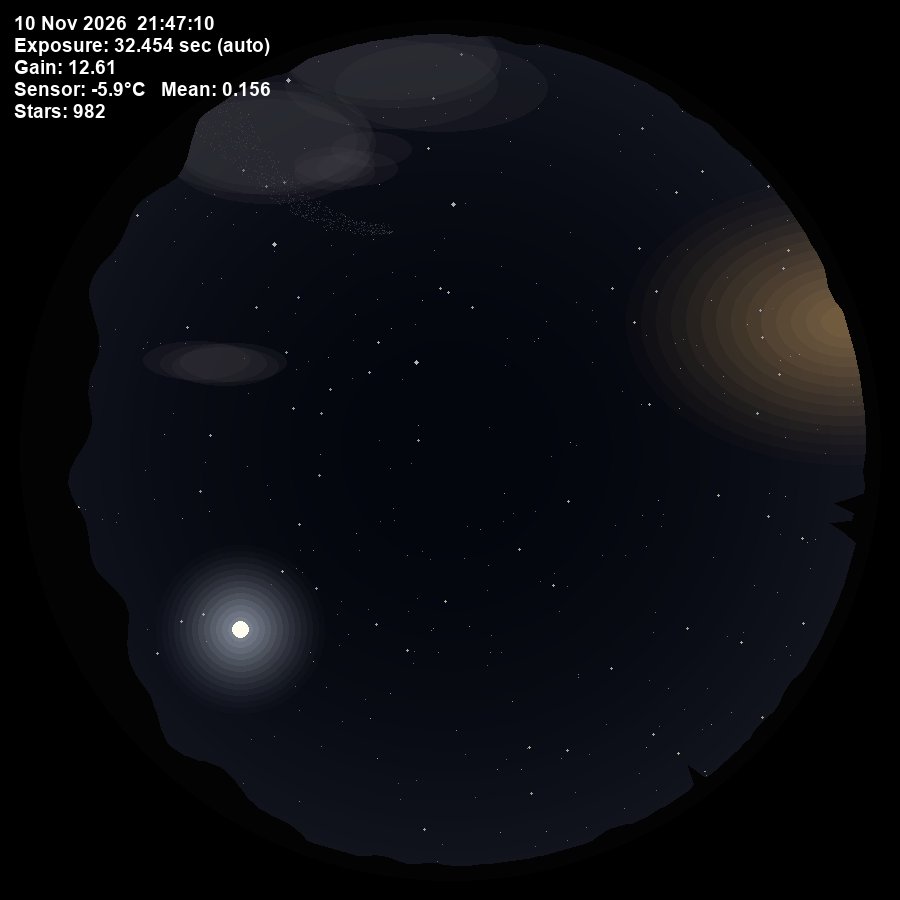 10 Nov 2026  21:47:10
Exposure: 32.454 sec (auto)
Gain: 12.61
Sensor: -5.9°C   Mean: 0.156
Stars: 982